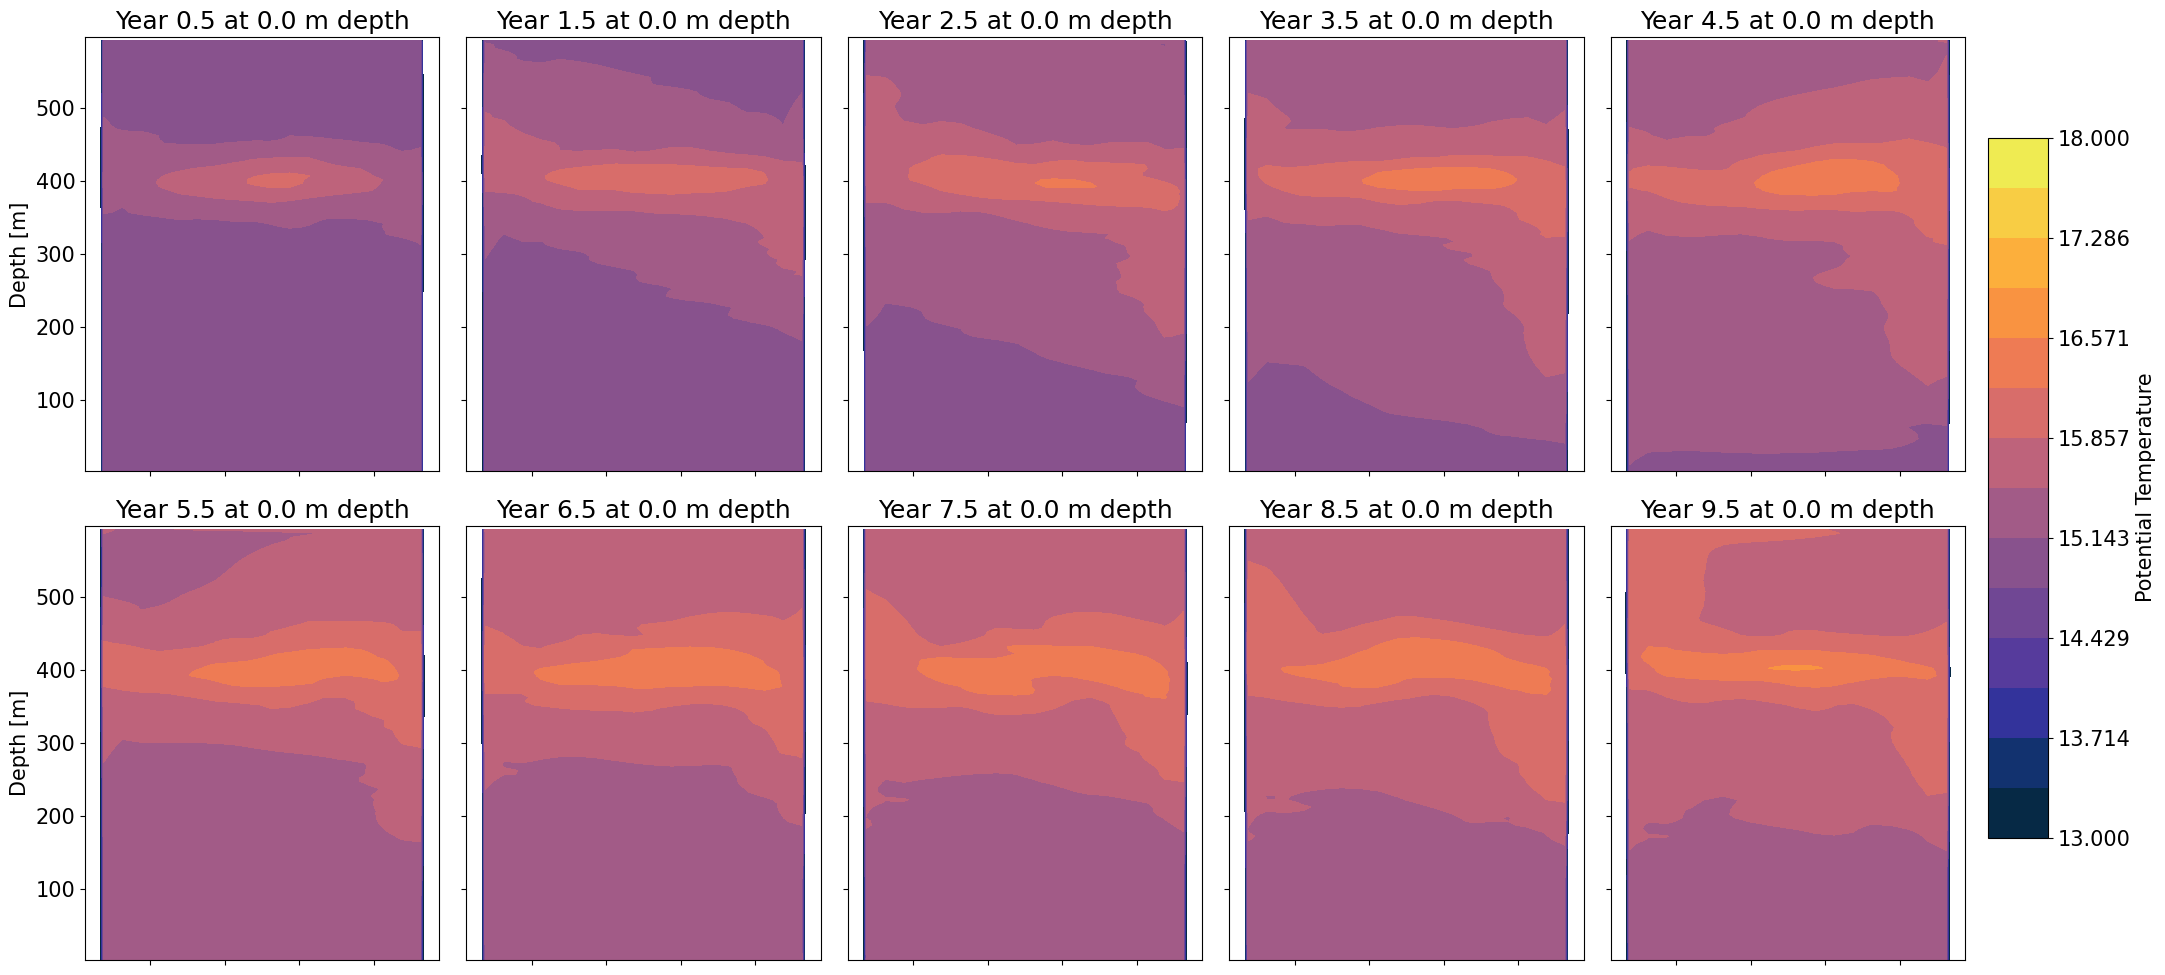 Year 0.5 at 0.0 m depth
Year 1.5 at 0.0 m depth
Year 2.5 at 0.0 m depth
Year 3.5 at 0.0 m depth
Year 4.5 at 0.0 m depth
Depth [m]
500
400
300
200
100
Year 5.5 at 0.0 m depth
Year 6.5 at 0.0 m depth
Year 7.5 at 0.0 m depth
Year 8.5 at 0.0 m depth
Year 9.5 at 0.0 m depth
Depth [m]
500
400
300
200
100
18.000
17.286
16.571
15.857
15.143
14.429
13.714
13.000
Potential Temperature